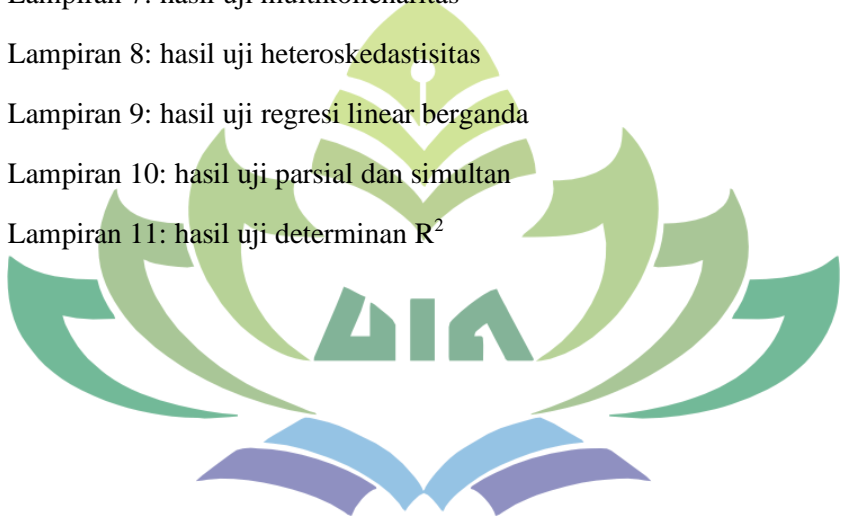 Lampiran 8: hasil uji heteroskedastisitas
Lampiran 9: hasil uji regresi linear berganda
Lampiran 10: hasil uji parsial dan simultan
Lampiran 11: hasil uji determinan R²
UIN